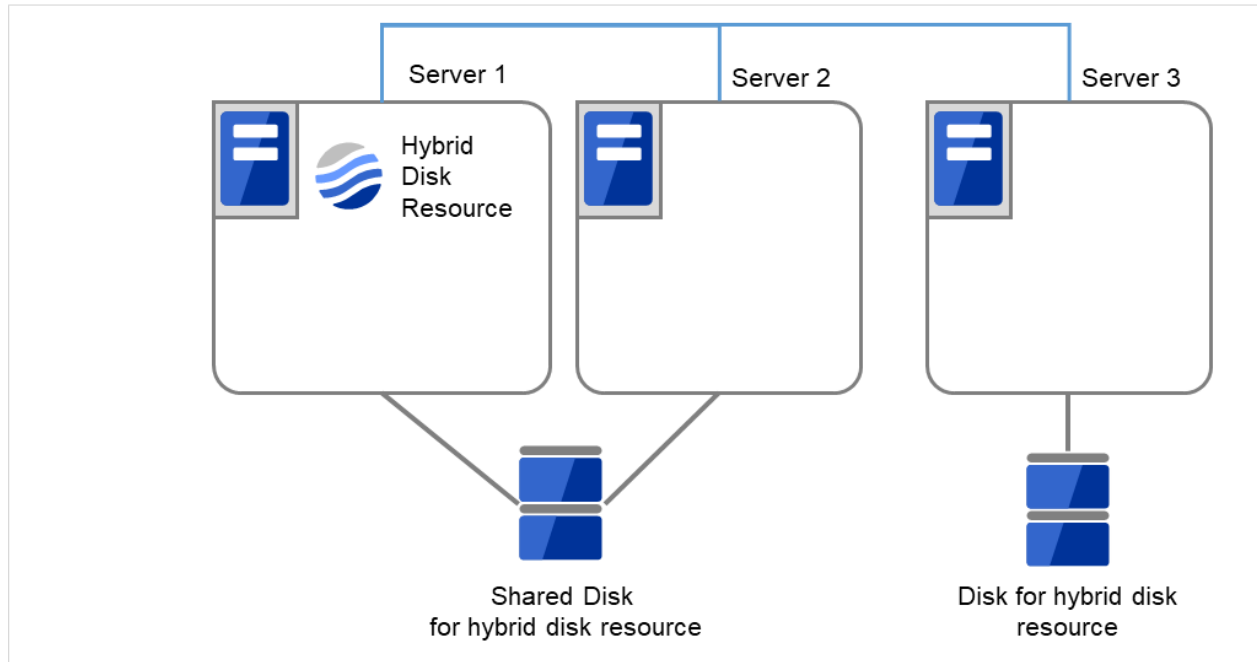 Server 1
Server 2
Server 3
Hybrid
Disk
Resource
Shared Disk
for hybrid disk resource
Disk for hybrid disk
resource